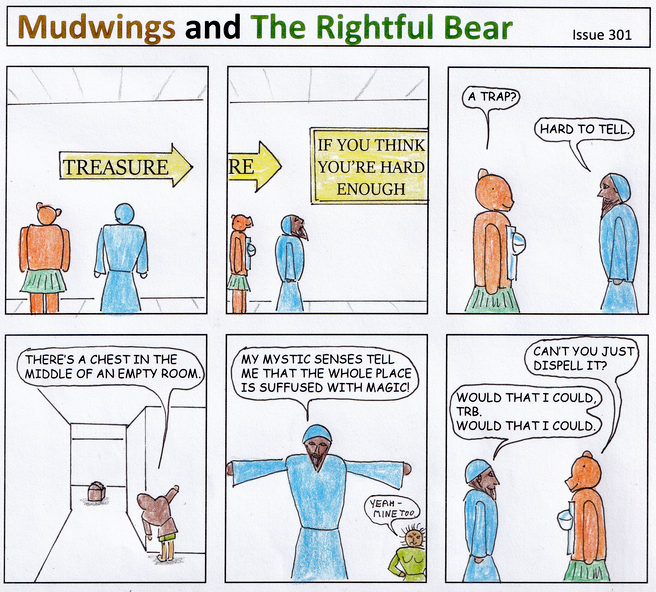 Mudwings and The Rightful Bear
Issue 301
TREASURE
RE
IF YOU THINK
YOU'RE HARD
ENOUGH
A TRAP?
HARD TO TELL.
THERE'S A CHEST IN THE
MIDDLE OF AN EMPTY ROOM.
MY MYSTIC SENSES TELL
ME THAT THE WHOLE PLACE
IS SUFFUSED WITH MAGIC!
YEAH -
MINE TOO.
CAN'T YOU JUST
DISPELL IT?
WOULD THAT I COULD,
TRB.
WOULD THAT I COULD.